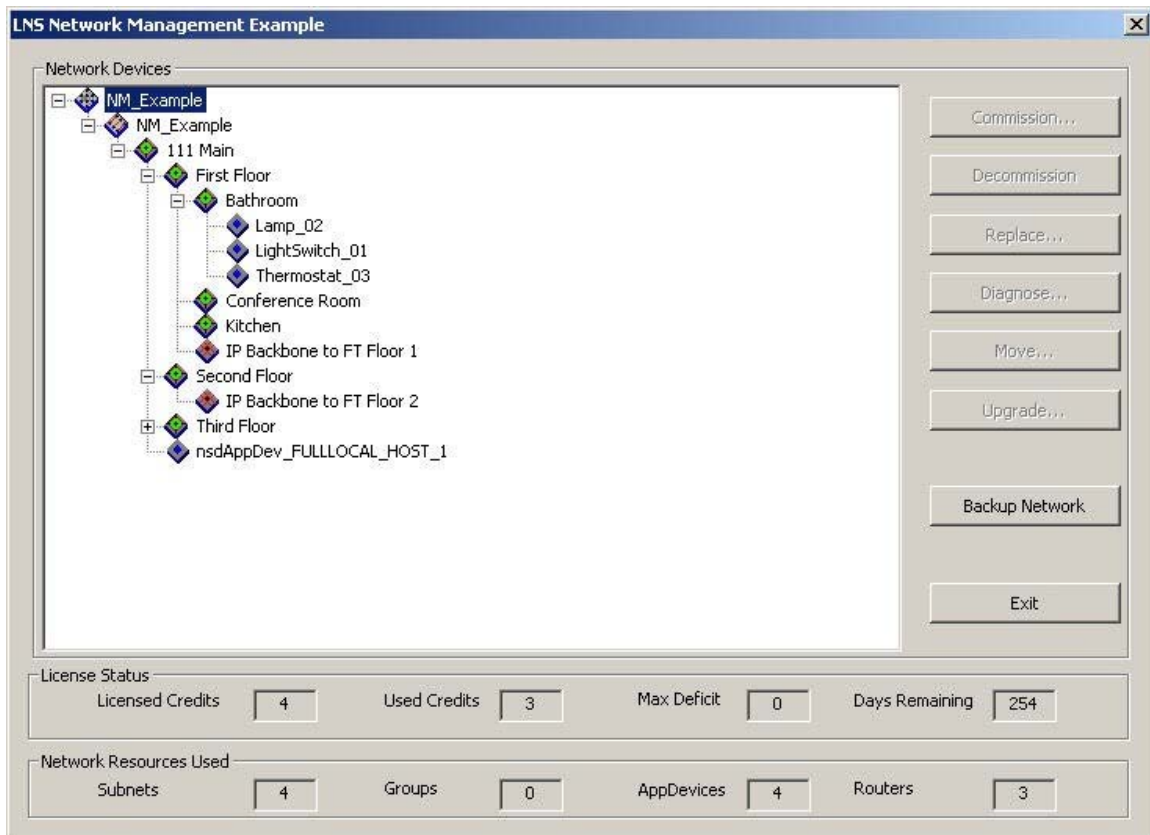 LNS Network Management Example
Network Devices
NM_Example
NM_Example
111 Main
First Floor
Bathroom
Lamp_02
LightSwitch_01
Thermostat_03
Conference Room
Kitchen
IP Backbone to FT Floor 1
Second Floor
IP Backbone to FT Floor 2
Third Floor
nsdAppDev_FULLLOCAL_HOST_1
Commission...
Decommission
Replace...
Diagnose...
Move...
Upgrade...
Backup Network
Exit
License Status
Licensed Credits 4 Used Credits 3 Max Deficit 0 Days Remaining 254
Network Resources Used
Subnets 4 Groups 0 AppDevices 4 Routers 3